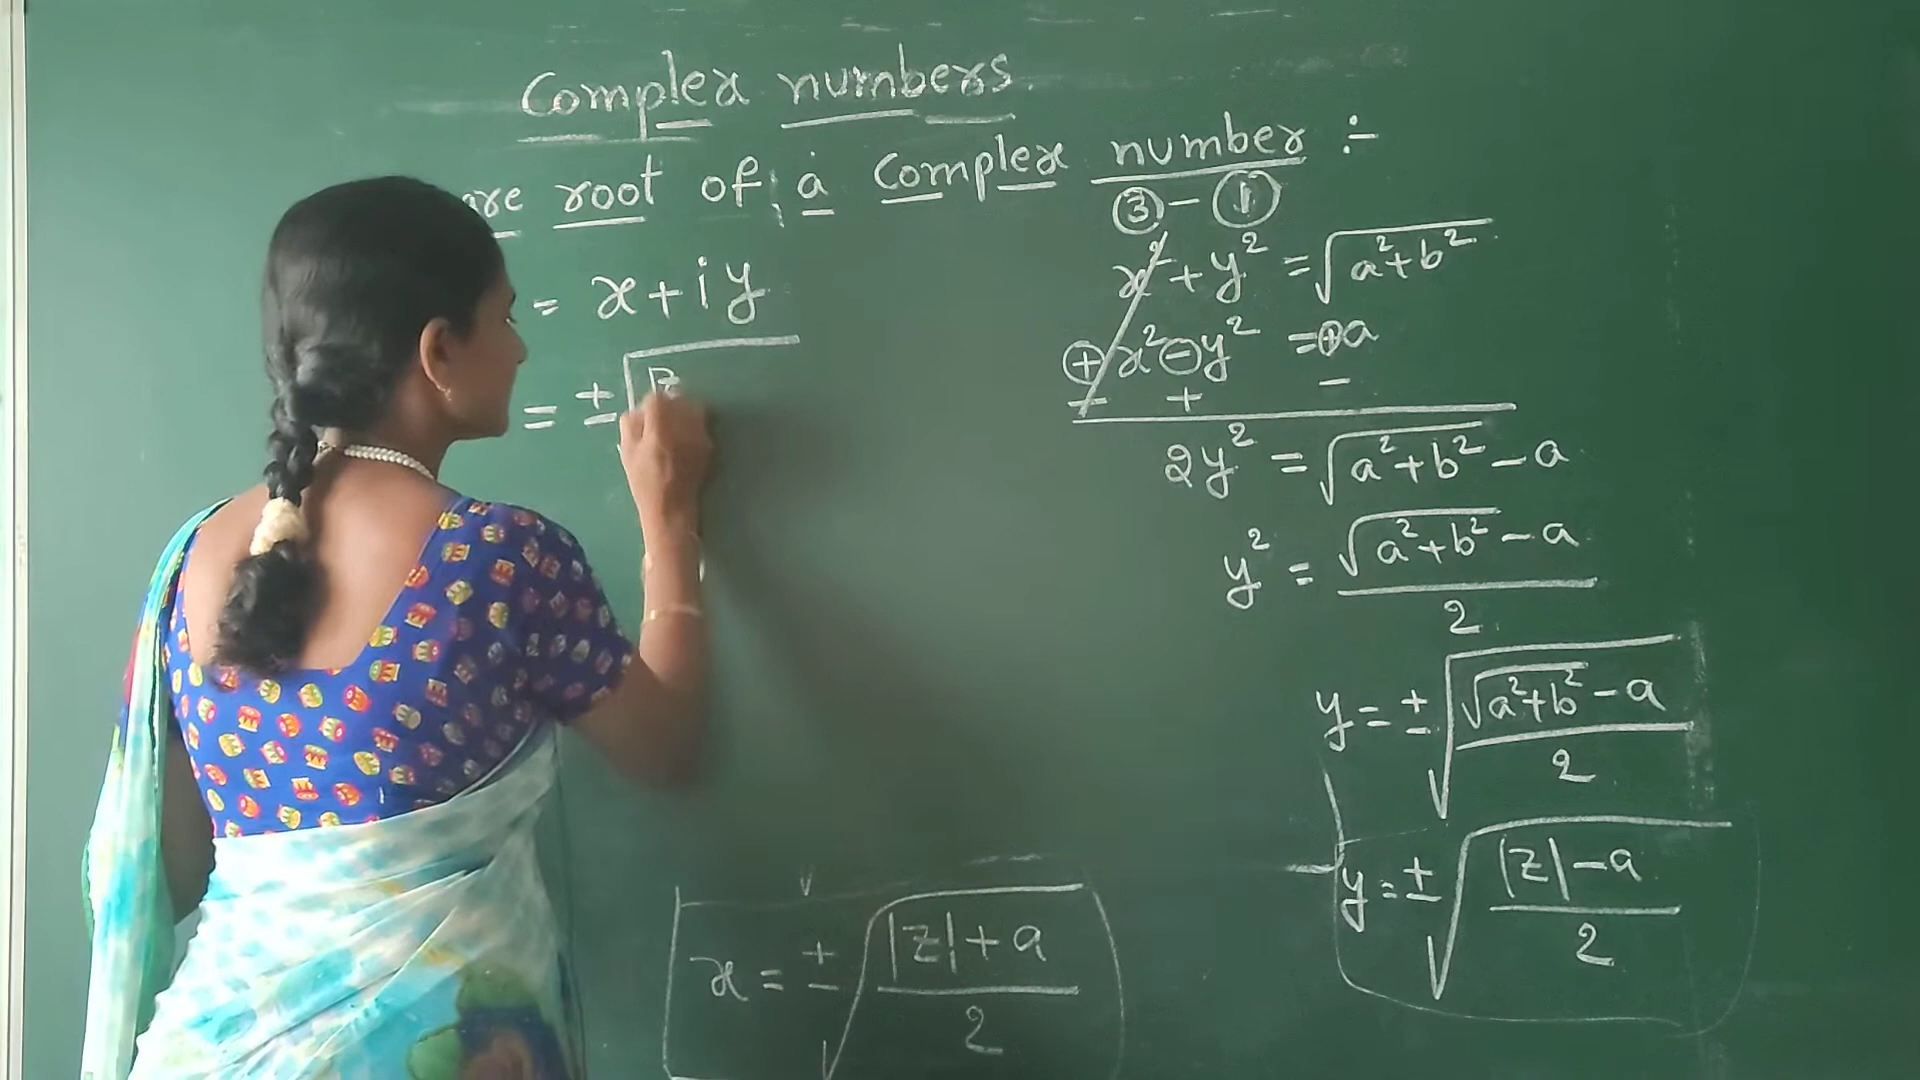 Complex numbers.
are root of a Complex number :-
= x + iy
= ±√
③ - ①
x² + y² = √(a² + b²)
⊕ x² ⊖ y² = ⊕ a
− + −
2y² = √(a² + b²) - a
y² = (√(a² + b²) - a) / 2
y = ± √((√(a² + b²) - a) / 2)
y = ± √((|z| - a) / 2)
x = ± √((|z| + a) / 2)